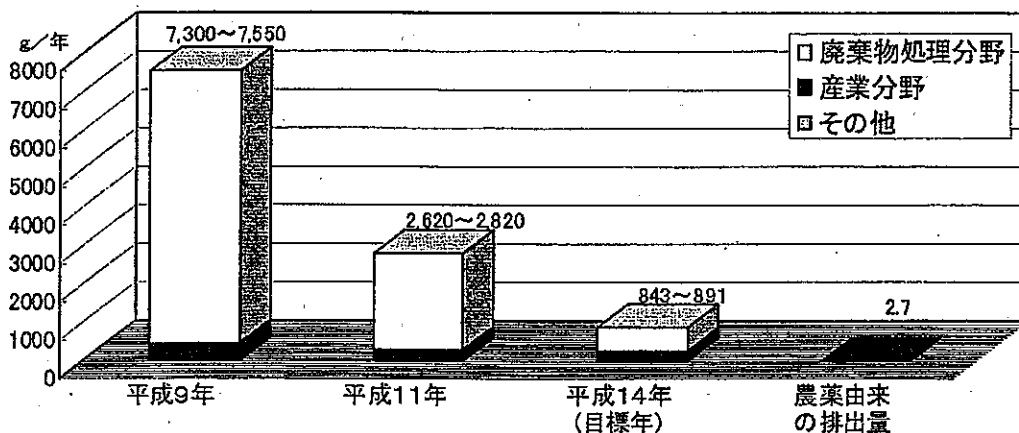 g/年
7,300～7,550
8000
7000
6000
5000
4000
3000
2000
1000
0
□廃棄物処理分野
■産業分野
その他
2,620～2,820
843～891
2.7
平成9年
平成11年
平成14年
(目標年)
農薬由来
の排出量